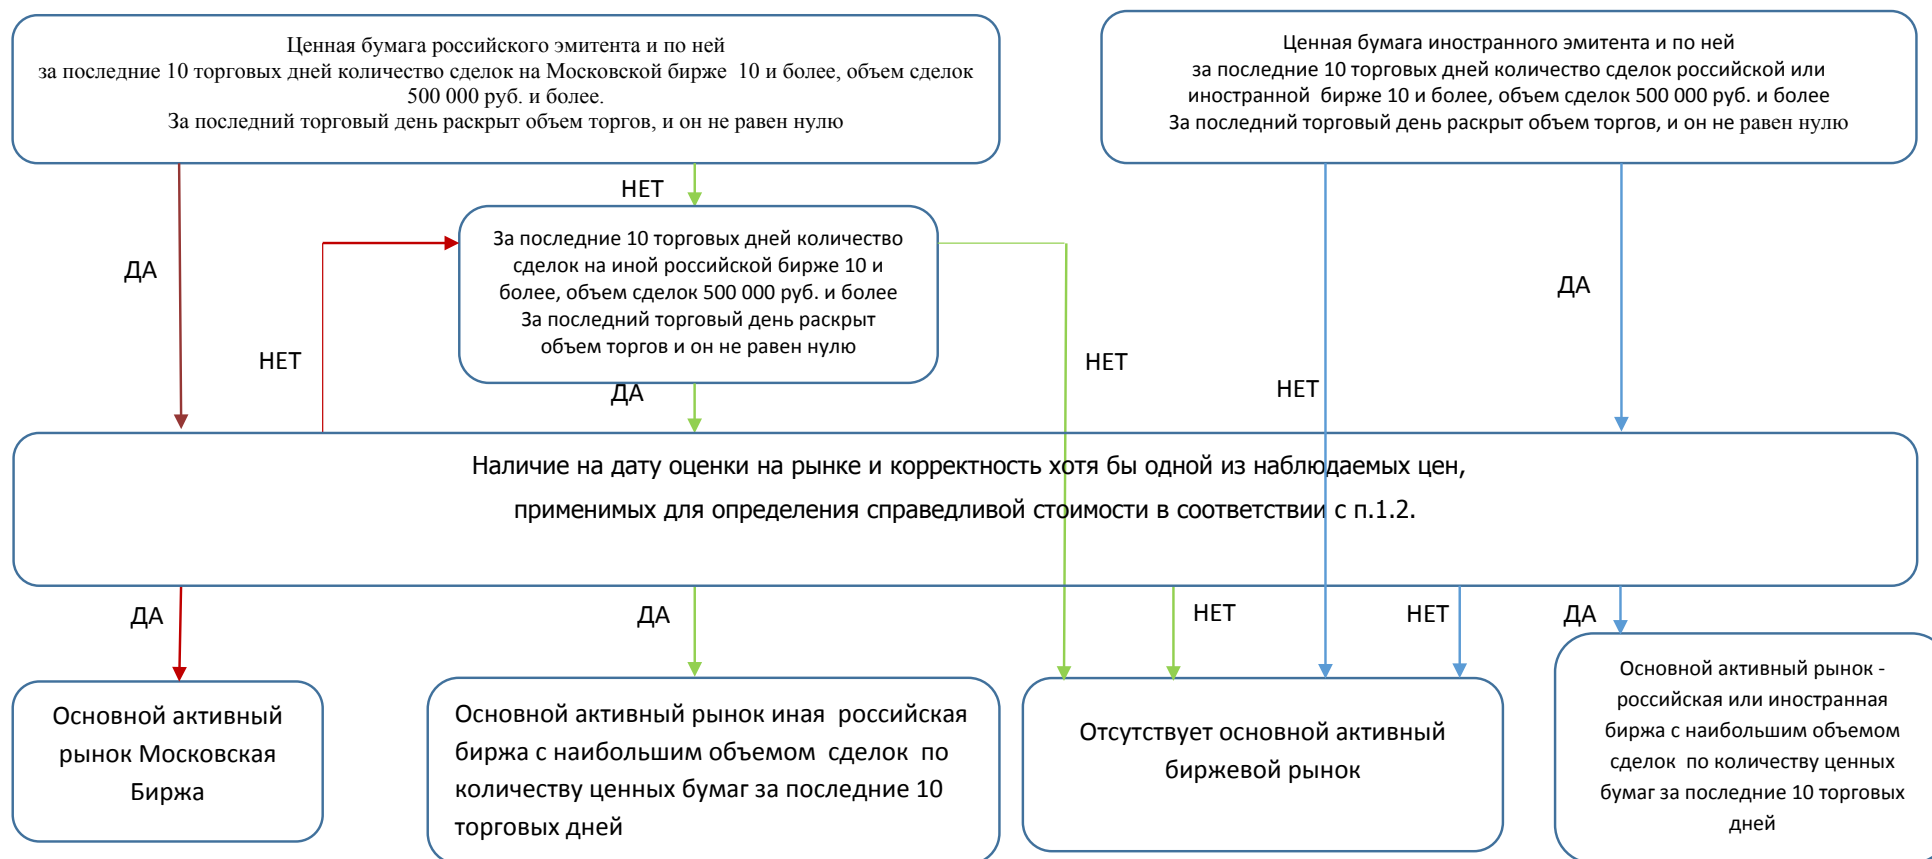 Ценная бумага российского эмитента и по ней
за последние 10 торговых дней количество сделок на Московской бирже 10 и более, объем сделок
500 000 руб. и более.
За последний торговый день раскрыт объем торгов, и он не равен нулю
Ценная бумага иностранного эмитента и по ней
за последние 10 торговых дней количество сделок российской или
иностранной бирже 10 и более, объем сделок 500 000 руб. и более
За последний торговый день раскрыт объем торгов, и он не равен нулю
НЕТ
За последние 10 торговых дней количество
сделок на иной российской бирже 10 и
более, объем сделок 500 000 руб. и более
За последний торговый день раскрыт
объем торгов и он не равен нулю
ДА
ДА
НЕТ
НЕТ
НЕТ
ДА
Наличие на дату оценки на рынке и корректность хотя бы одной из наблюдаемых цен,
применимых для определения справедливой стоимости в соответствии с п.1.2.
ДА
ДА
НЕТ
НЕТ
ДА
Основной активный
рынок Московская
Биржа
Основной активный рынок иная российская
биржа с наибольшим объемом сделок по
количеству ценных бумаг за последние 10
торговых дней
Отсутствует основной активный
биржевой рынок
Основной активный рынок -
российская или иностранная
биржа с наибольшим объемом
сделок по количеству ценных
бумаг за последние 10 торговых
дней